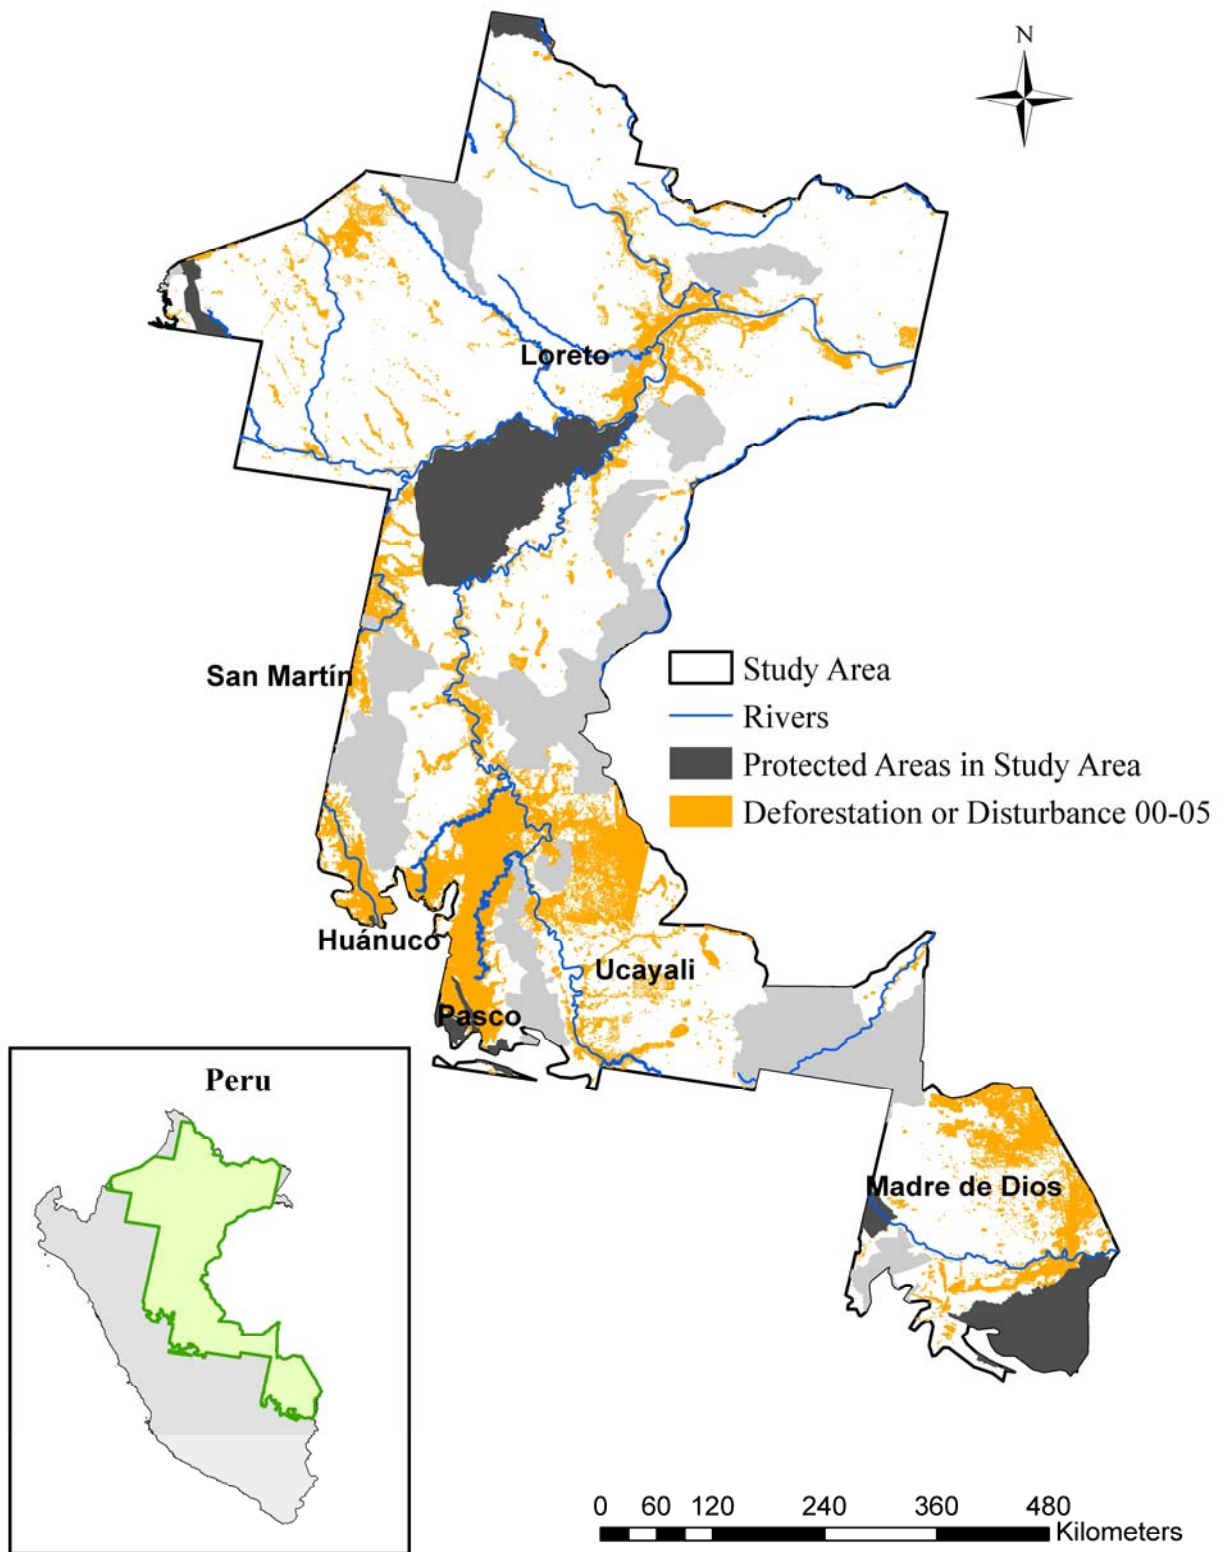 N
Loreto
San Martín
Study Area
Rivers
Protected Areas in Study Area
Deforestation or Disturbance 00-05
Huánuco
Ucayali
Pasco
Peru
Madre de Dios
0 60 120 240 360 480
Kilometers